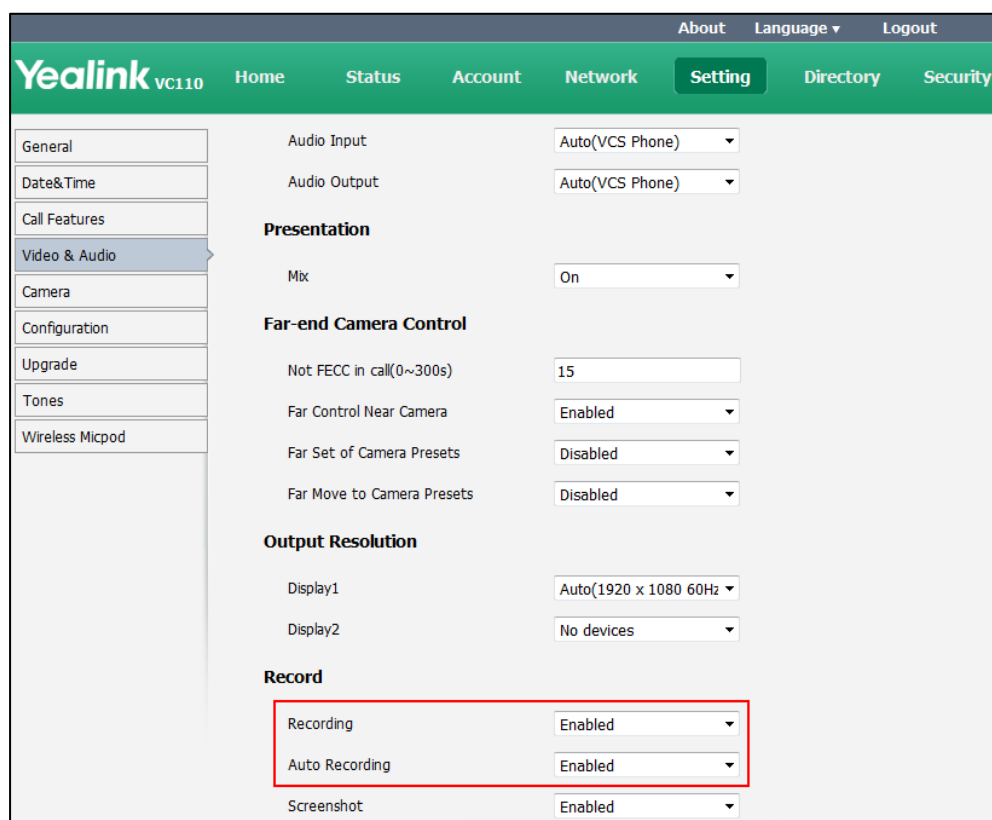 About Language ▾ Logout
Yealink VC110 Home Status Account Network Setting Directory Security
General
Date&Time
Call Features
Video & Audio
Camera
Configuration
Upgrade
Tones
Wireless Micpod
Audio Input Auto(VCS Phone)
Audio Output Auto(VCS Phone)
Presentation
Mix On
Far-end Camera Control
Not FECC in call(0~300s) 15
Far Control Near Camera Enabled
Far Set of Camera Presets Disabled
Far Move to Camera Presets Disabled
Output Resolution
Display1 Auto(1920 x 1080 60Hz
Display2 No devices
Record
Recording Enabled
Auto Recording Enabled
Screenshot Enabled